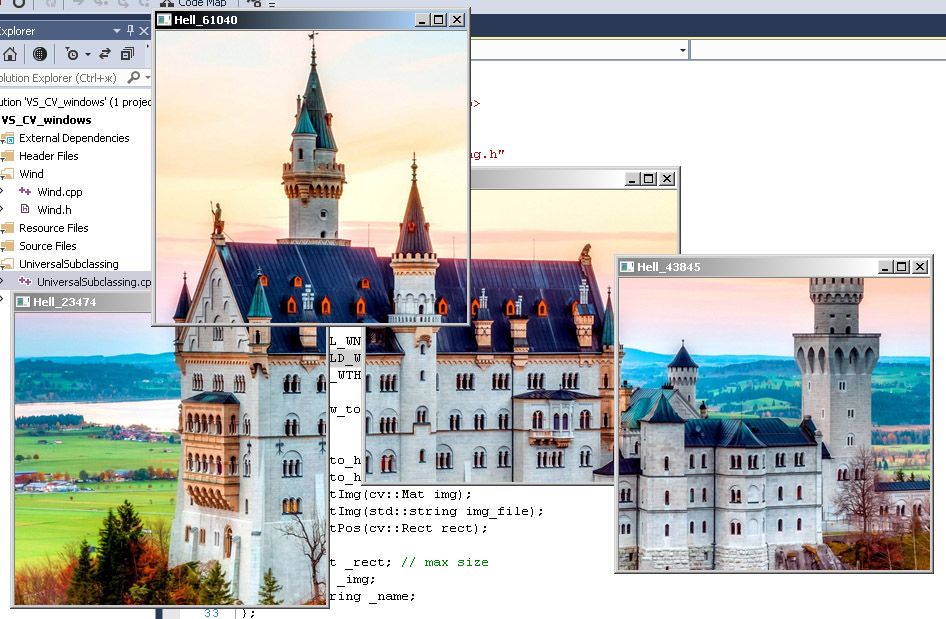 Code Map
Explorer
Hell_61040
olution Explorer (Ctrl+ж)
ution 'VS_CV_windows' (1 projec
VS_CV_windows
External Dependencies
Header Files
Wind
Wind.cpp
Wind.h
Resource Files
Source Files
UniversalSubclassing
UniversalSubclassing.cp
>
ng.h"
Hell_43845
Hell_23474
L_WN
LD_W
_WTH
w_to
to_h
to_h
tImg(cv::Mat img);
tImg(std::string img_file);
tPos(cv::Rect rect);
t _rect; // max size
_img;
ring _name;
33 };